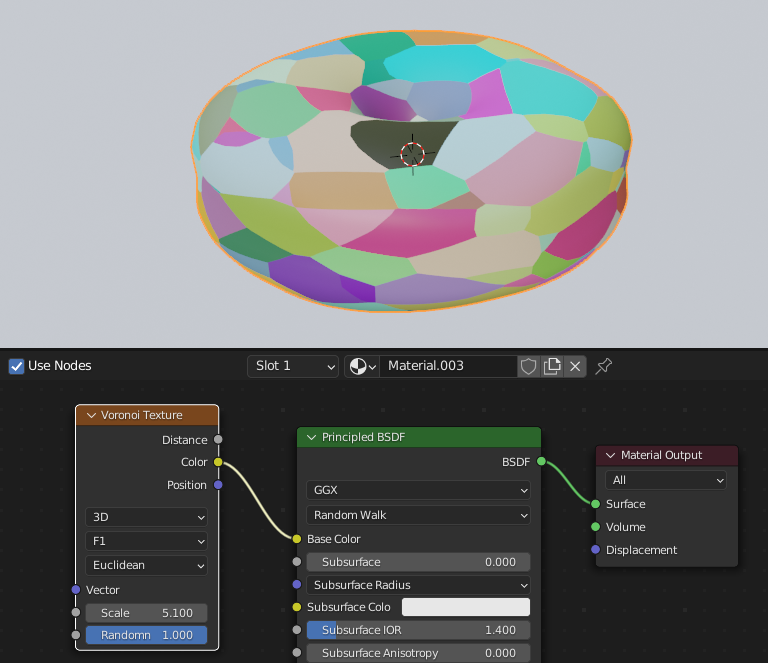 Use Nodes
Slot 1
Material.003
Voronoi Texture
Distance
Color
Position
3D
F1
Euclidean
Vector
Scale 5.100
Randomn 1.000
Principled BSDF
BSDF
GGX
Random Walk
Base Color
Subsurface 0.000
Subsurface Radius
Subsurface Colo
Subsurface IOR 1.400
Subsurface Anisotropy 0.000
Material Output
All
Surface
Volume
Displacement